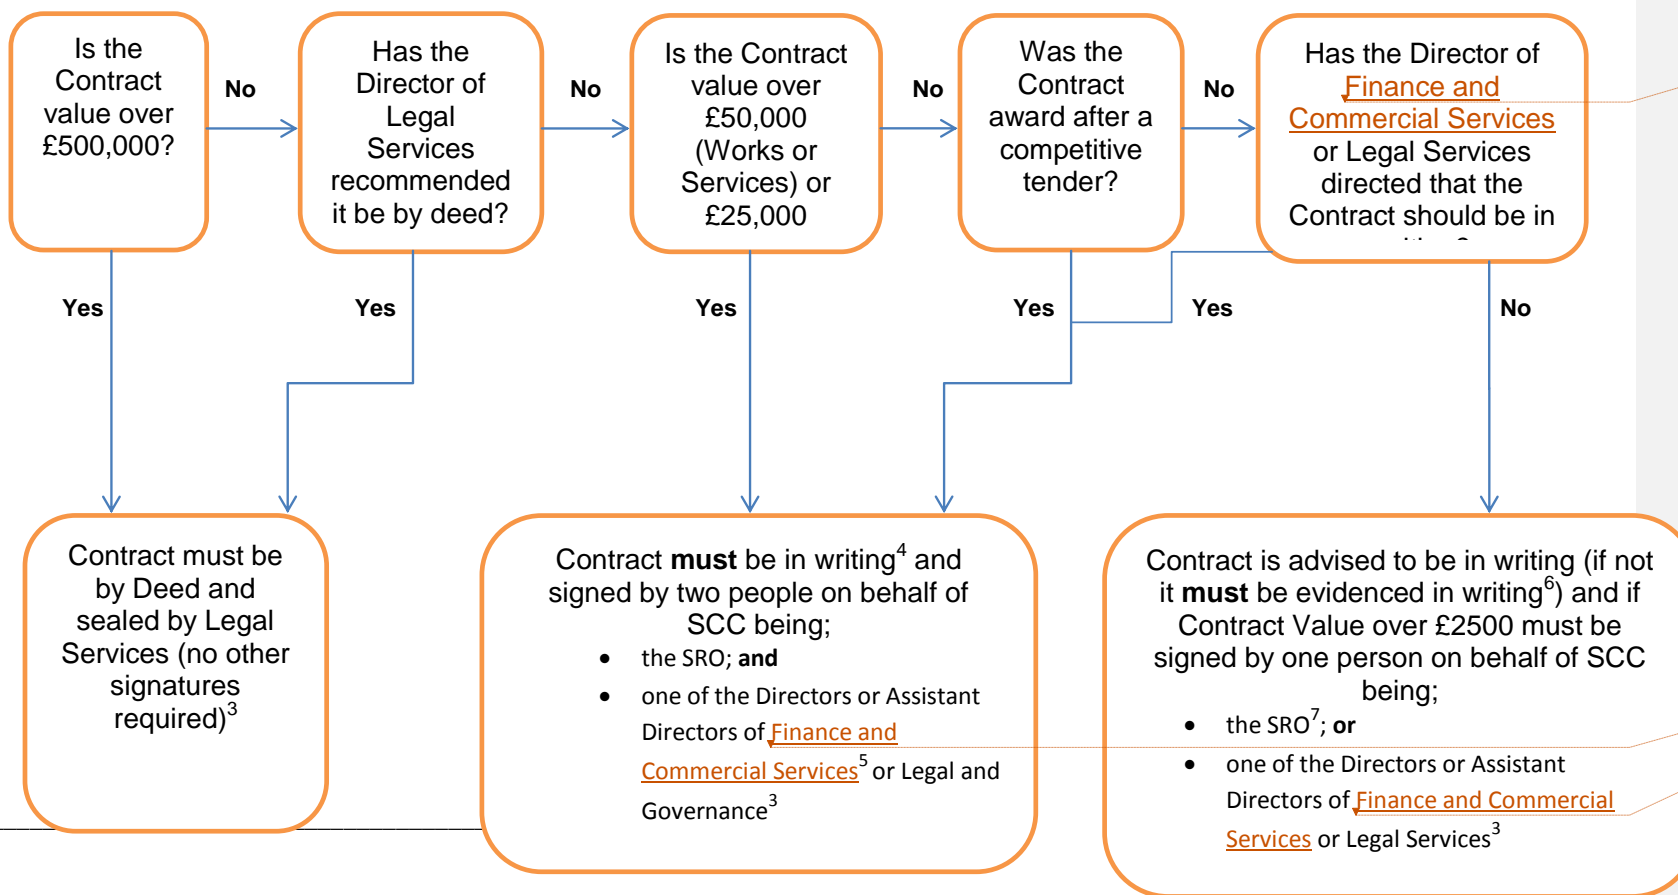 Is the
Contract
value over
£500,000?
No
Has the
Director of
Legal
Services
recommended
it be by deed?
No
Is the Contract
value over
£50,000
(Works or
Services) or
£25,000
No
Was the
Contract
award after a
competitive
tender?
No
Has the Director of
Finance and
Commercial Services
or Legal Services
directed that the
Contract should be in
Yes
Yes
Yes
Yes
Yes
No
Contract must be
by Deed and
sealed by Legal
Services (no other
signatures
required)3
Contract must be in writing4 and
signed by two people on behalf of
SCC being;
• the SRO; and
• one of the Directors or Assistant
Directors of Finance and
Commercial Services5 or Legal and
Governance3
Contract is advised to be in writing (if not
it must be evidenced in writing6) and if
Contract Value over £2500 must be
signed by one person on behalf of SCC
being;
• the SRO7; or
• one of the Directors or Assistant
Directors of Finance and Commercial
Services or Legal Services3